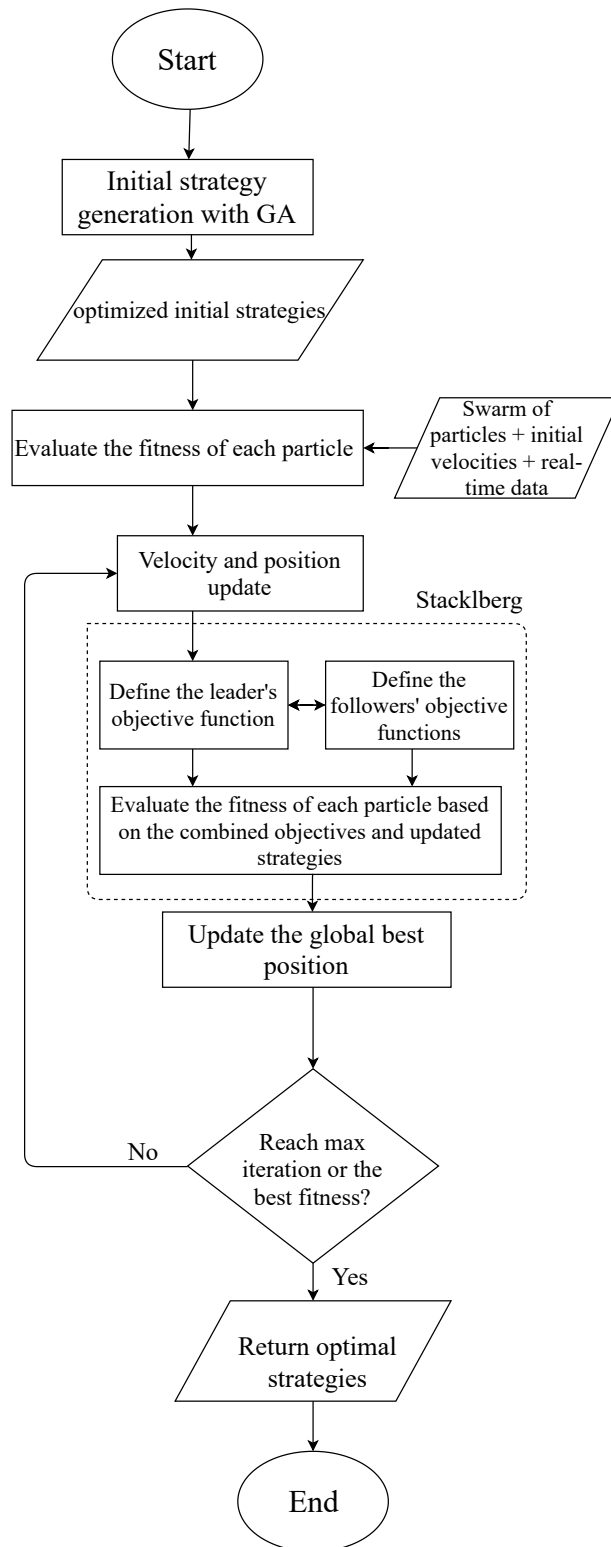 Start
Initial strategy
generation with GA
optimized initial strategies
Evaluate the fitness of each particle
Swarm of
particles + initial
velocities + real-
time data
Velocity and position
update
Stacklberg
Define the leader's
objective function
Define the
followers' objective
functions
Evaluate the fitness of each particle based
on the combined objectives and updated
strategies
Update the global best
position
No
Reach max
iteration or the
best fitness?
Yes
Return optimal
strategies
End